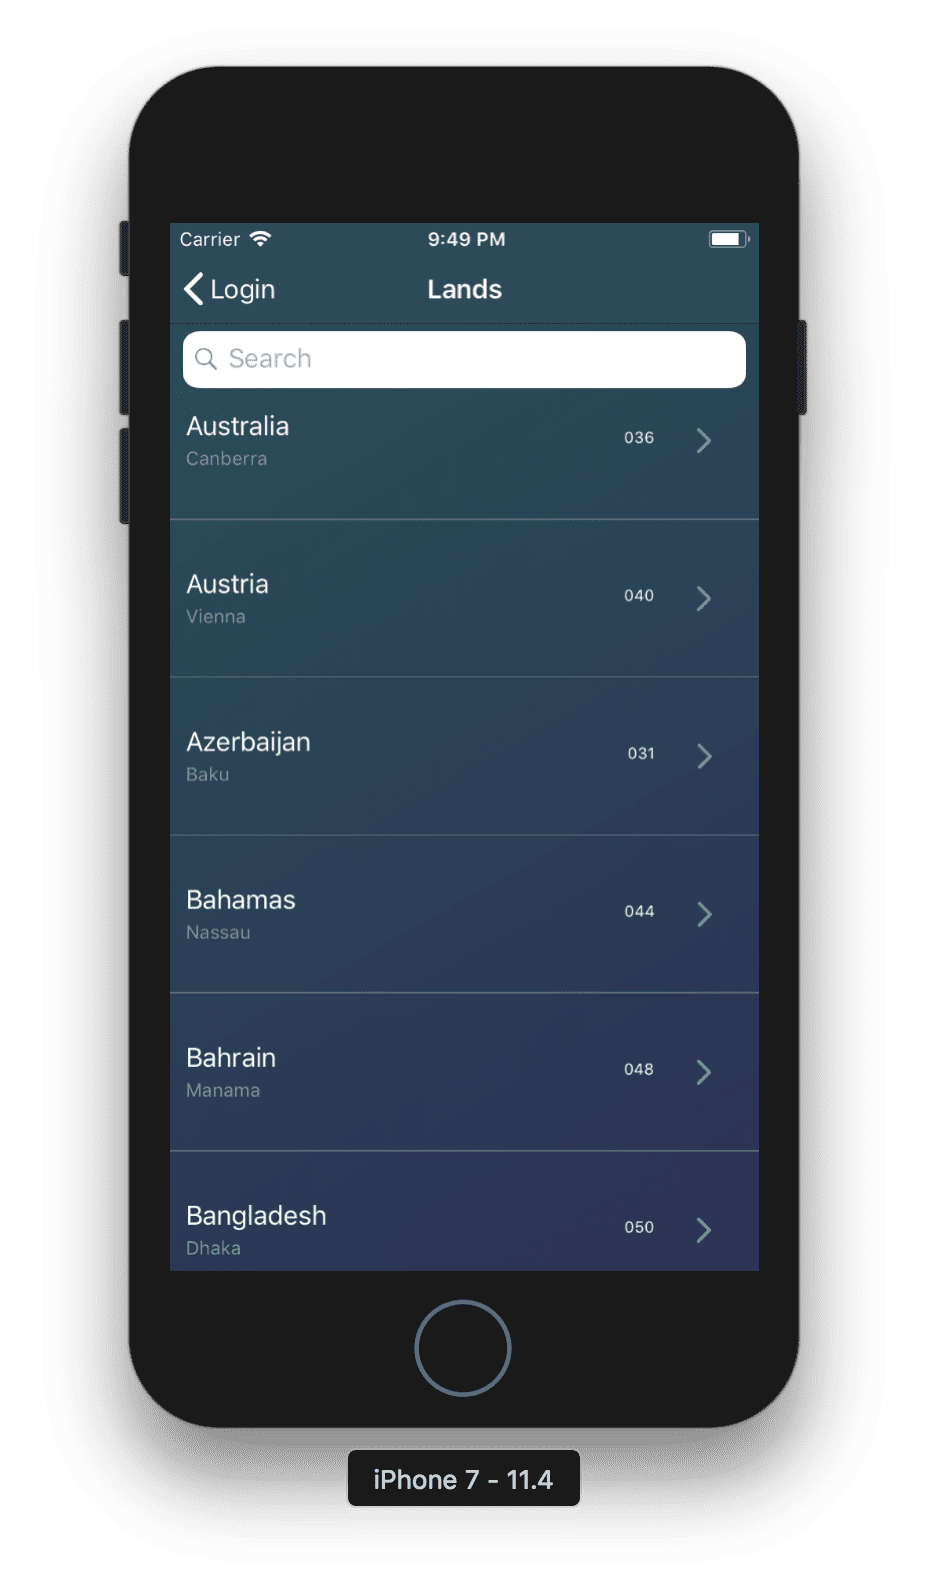 Carrier 9:49 PM
Login Lands
Search
Australia 036
Canberra
Austria 040
Vienna
Azerbaijan 031
Baku
Bahamas 044
Nassau
Bahrain 048
Manama
Bangladesh 050
Dhaka
iPhone 7 - 11.4